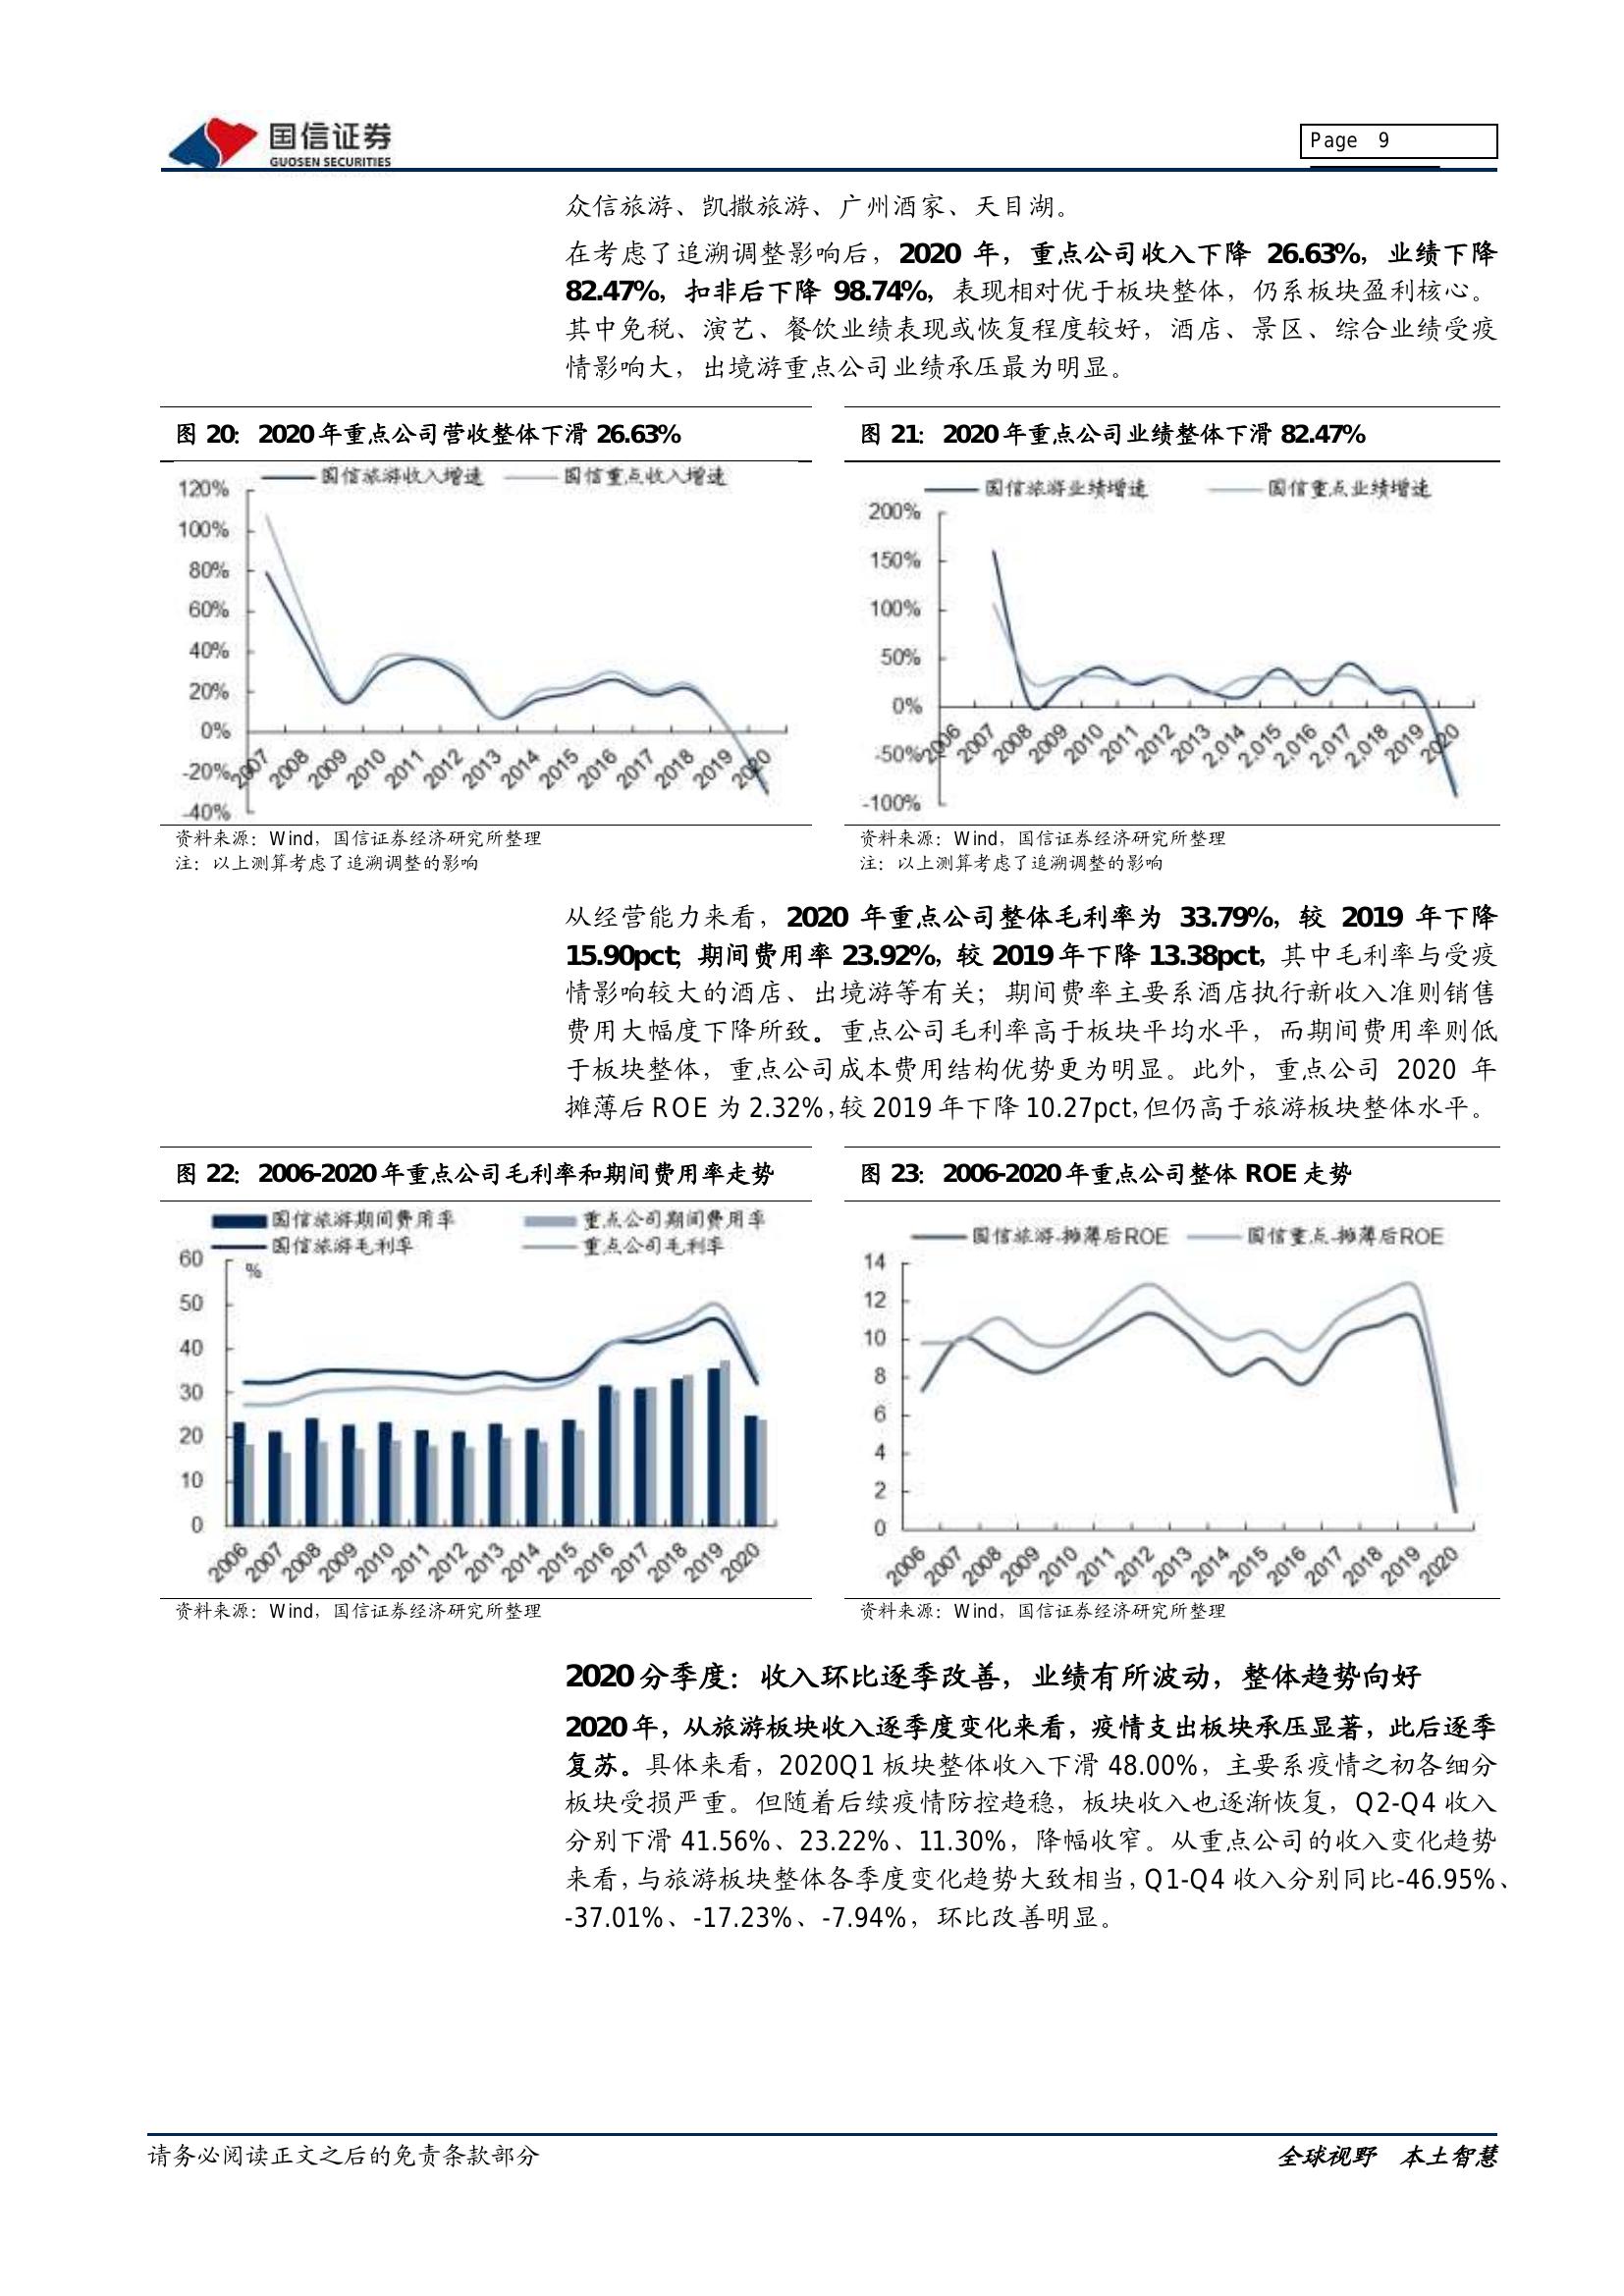 国信证券
GUOSEN SECURITIES
Page 9
众信旅游、凯撒旅游、广州酒家、天目湖。
在考虑了追溯调整影响后，2020 年，重点公司收入下降 26.63%，业绩下降
82.47%，扣非后下降 98.74%，表现相对优于板块整体，仍系板块盈利核心。
其中免税、演艺、餐饮业绩表现或恢复程度较好，酒店、景区、综合业绩受疫
情影响大，出境游重点公司业绩承压最为明显。
图 20：2020 年重点公司营收整体下滑 26.63%
国信旅游收入增速 国信重点收入增速
120%
100%
80%
60%
40%
20%
0%
-20%
-40%
2007 2008 2009 2010 2011 2012 2013 2014 2015 2016 2017 2018 2019 2020
资料来源：Wind，国信证券经济研究所整理
注：以上测算考虑了追溯调整的影响
图 21：2020 年重点公司业绩整体下滑 82.47%
国信旅游业绩增速 国信重点业绩增速
200%
150%
100%
50%
0%
-50%
-100%
2006 2007 2008 2009 2010 2011 2012 2013 2,014 2,015 2,016 2,017 2,018 2019 2020
资料来源：Wind，国信证券经济研究所整理
注：以上测算考虑了追溯调整的影响
从经营能力来看，2020 年重点公司整体毛利率为 33.79%，较 2019 年下降
15.90pct；期间费用率 23.92%，较 2019 年下降 13.38pct，其中毛利率与受疫
情影响较大的酒店、出境游等有关；期间费率主要系酒店执行新收入准则销售
费用大幅度下降所致。重点公司毛利率高于板块平均水平，而期间费用率则低
于板块整体，重点公司成本费用结构优势更为明显。此外，重点公司 2020 年
摊薄后 ROE 为 2.32%，较 2019 年下降 10.27pct，但仍高于旅游板块整体水平。
图 22：2006-2020 年重点公司毛利率和期间费用率走势
国信旅游期间费用率 重点公司期间费用率
国信旅游毛利率 重点公司毛利率
%
60
50
40
30
20
10
0
2006 2007 2008 2009 2010 2011 2012 2013 2014 2015 2016 2017 2018 2019 2020
资料来源：Wind，国信证券经济研究所整理
图 23：2006-2020 年重点公司整体 ROE 走势
国信旅游-摊薄后ROE 国信重点-摊薄后ROE
14
12
10
8
6
4
2
0
2006 2007 2008 2009 2010 2011 2012 2013 2014 2015 2016 2017 2018 2019 2020
资料来源：Wind，国信证券经济研究所整理
2020 分季度：收入环比逐季改善，业绩有所波动，整体趋势向好
2020 年，从旅游板块收入逐季度变化来看，疫情支出板块承压显著，此后逐季
复苏。具体来看，2020Q1 板块整体收入下滑 48.00%，主要系疫情之初各细分
板块受损严重。但随着后续疫情防控趋稳，板块收入也逐渐恢复，Q2-Q4 收入
分别下滑 41.56%、23.22%、11.30%，降幅收窄。从重点公司的收入变化趋势
来看，与旅游板块整体各季度变化趋势大致相当，Q1-Q4 收入分别同比-46.95%、
-37.01%、-17.23%、-7.94%，环比改善明显。
请务必阅读正文之后的免责条款部分
全球视野 本土智慧